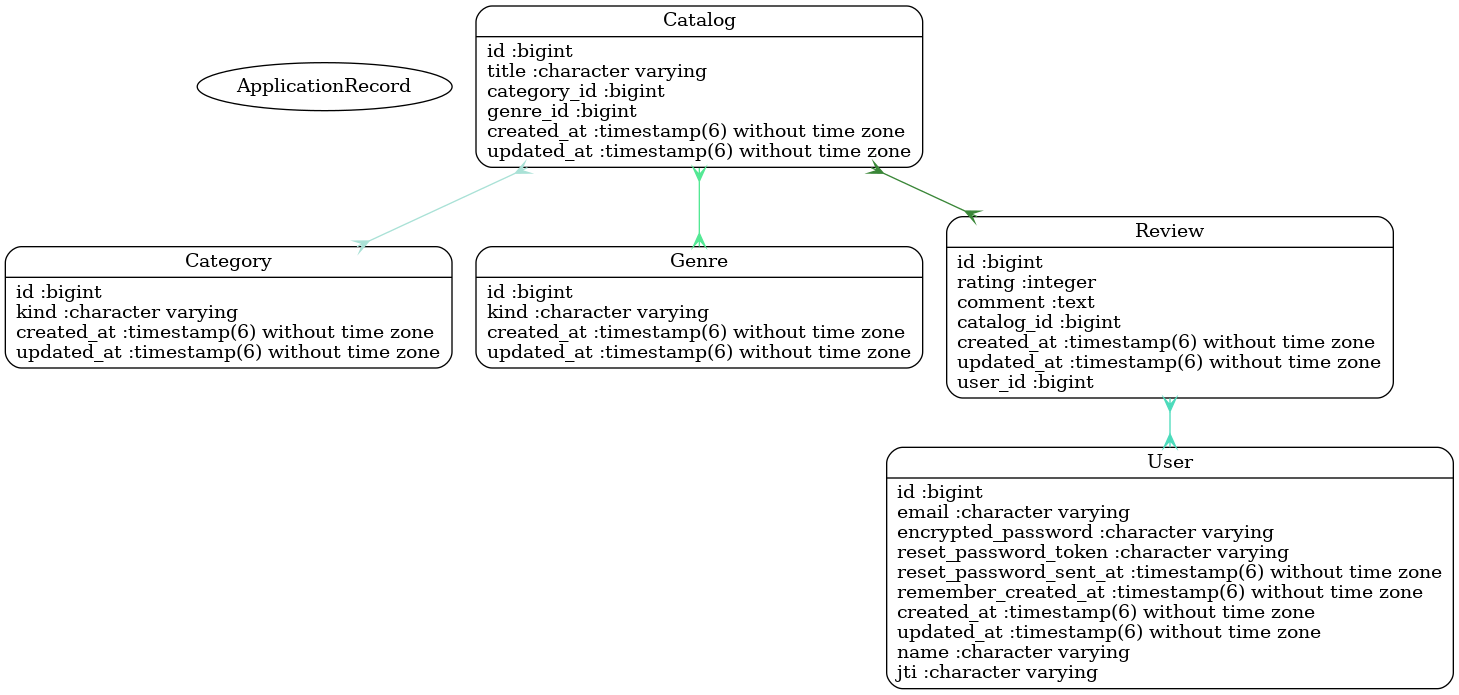 ApplicationRecord
Catalog
id :bigint
title :character varying
category_id :bigint
genre_id :bigint
created_at :timestamp(6) without time zone
updated_at :timestamp(6) without time zone
Category
id :bigint
kind :character varying
created_at :timestamp(6) without time zone
updated_at :timestamp(6) without time zone
Genre
id :bigint
kind :character varying
created_at :timestamp(6) without time zone
updated_at :timestamp(6) without time zone
Review
id :bigint
rating :integer
comment :text
catalog_id :bigint
created_at :timestamp(6) without time zone
updated_at :timestamp(6) without time zone
user_id :bigint
User
id :bigint
email :character varying
encrypted_password :character varying
reset_password_token :character varying
reset_password_sent_at :timestamp(6) without time zone
remember_created_at :timestamp(6) without time zone
created_at :timestamp(6) without time zone
updated_at :timestamp(6) without time zone
name :character varying
jti :character varying